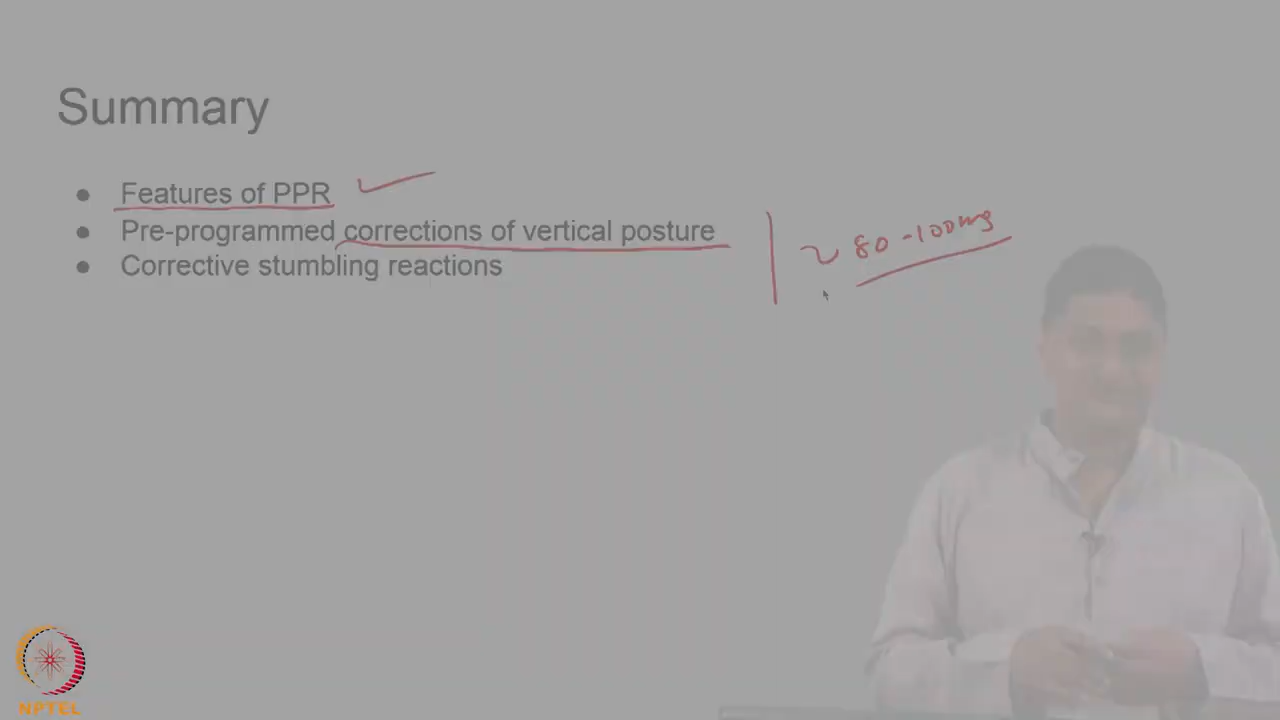 Summary
● Features of PPR
● Pre-programmed corrections of vertical posture
● Corrective stumbling reactions
~ 80-100ms
NPTEL